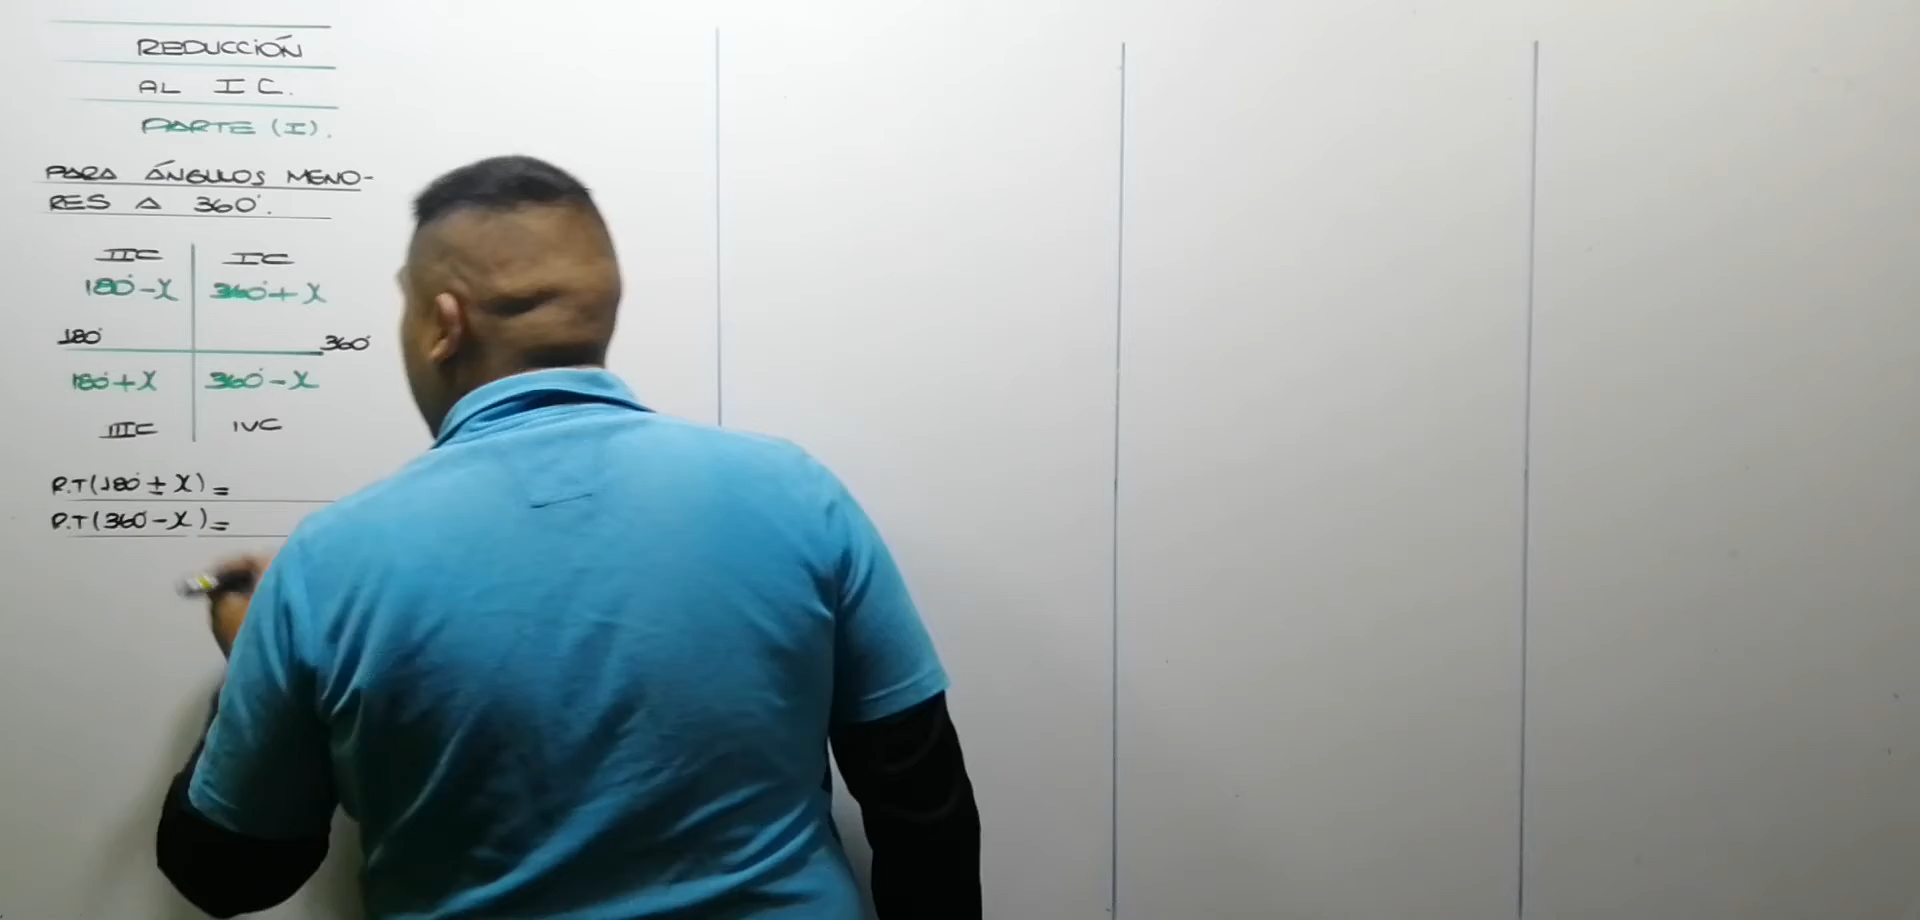 REDUCCIÓN
AL I C.
PARTE (I).
PARA ÁNGULOS MENO-
RES A 360°.
IIC IC
180°-X 360°+X
180° 360°
180°+X 360°-X
IIIC IVC
R.T(180°±X)=
R.T(360°-X)=